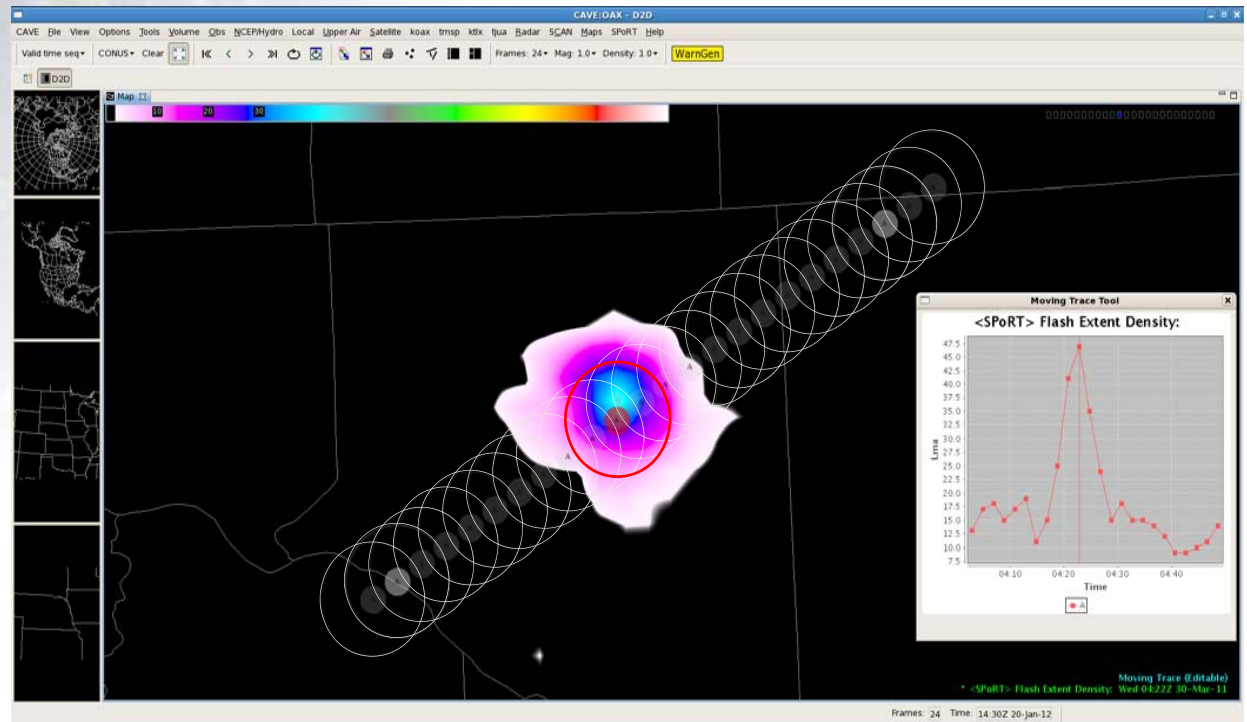 CAVE:OAX - D2D
CAVE File View Options Tools Volume Obs NCEP/Hydro Local Upper Air Satellite koax tmsp ktlx tjua Radar SCAN Maps SPoRT Help
Valid time seq CONUS Clear Frames: 24 Mag: 1.0 Density: 1.0 WarnGen
D2D
Map
10 20 30
A
A
A
A
Moving Trace Tool
<SPoRT> Flash Extent Density:
47.5
45.0
42.5
40.0
37.5
35.0
32.5
30.0
27.5
25.0
22.5
20.0
17.5
15.0
12.5
10.0
7.5
Lma
04:10 04:20 04:30 04:40
Time
A
Moving Trace (Editable)
* <SPoRT> Flash Extent Density: Wed 04:22Z 30-Mar-11
Frames: 24 Time: 14:30Z 20-Jan-12